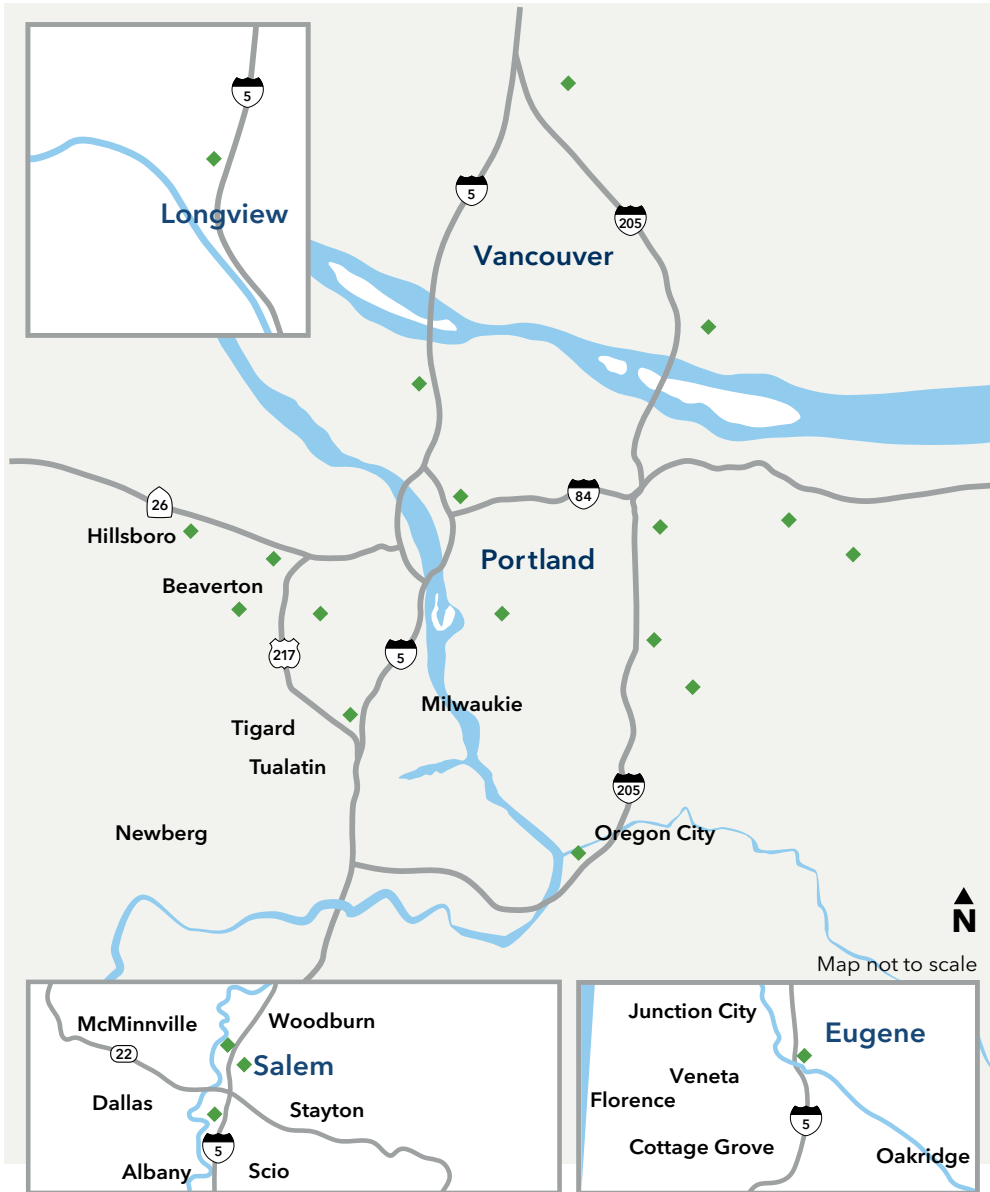 5
Longview
5
205
Vancouver
26
84
Hillsboro
Portland
Beaverton
217
5
Milwaukie
Tigard
Tualatin
205
Newberg
Oregon City
N
Map not to scale
McMinnville
Woodburn
22
Salem
Dallas
Stayton
5
Albany
Scio
Junction City
Eugene
Veneta
Florence
5
Cottage Grove
Oakridge